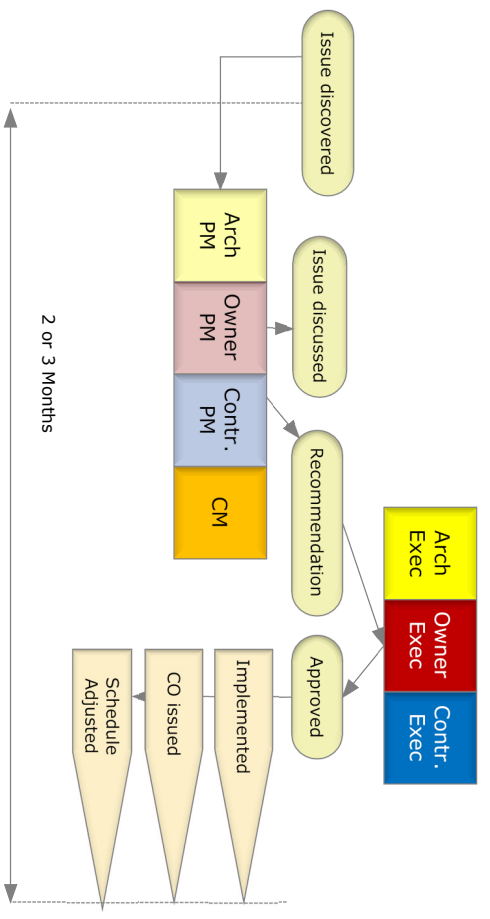 Issue discovered
Arch
PM
Owner
PM
Contr.
PM
CM
Issue discussed
Recommendation
Arch
Exec
Owner
Exec
Contr.
Exec
Approved
Implemented
CO issued
Schedule
Adjusted
2 or 3 Months